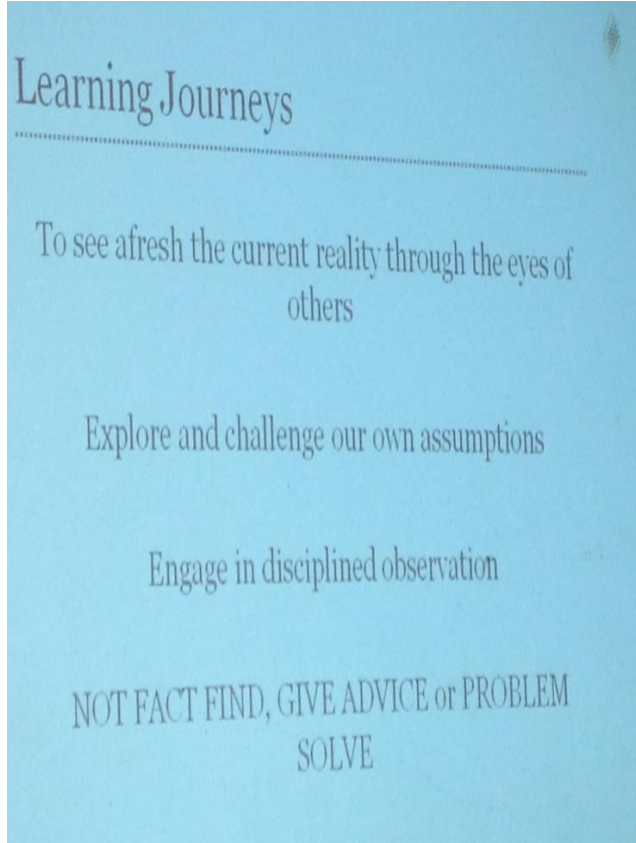 Learning Journeys
To see afresh the current reality through the eyes of
others
Explore and challenge our own assumptions
Engage in disciplined observation
NOT FACT FIND, GIVE ADVICE or PROBLEM
SOLVE